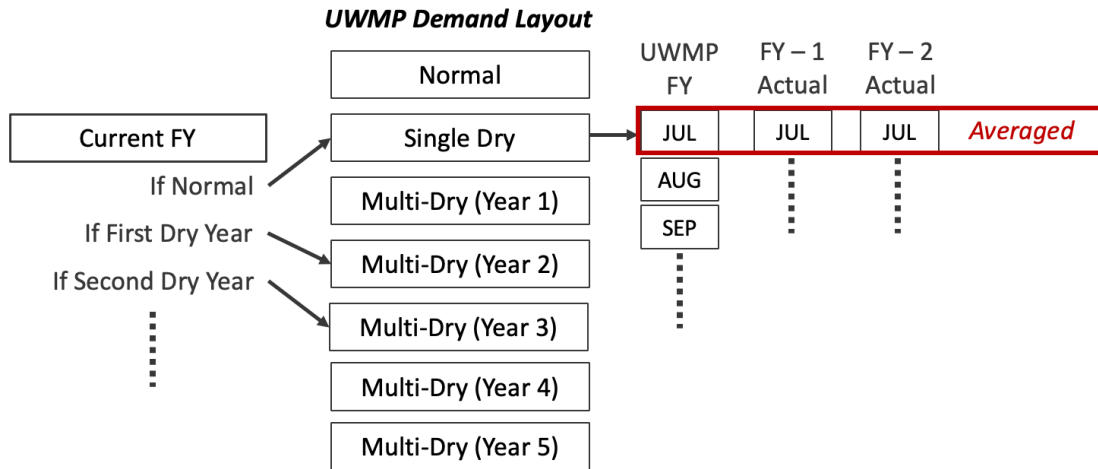 UWMP Demand Layout
Current FY
If Normal
If First Dry Year
If Second Dry Year
Normal
Single Dry
Multi-Dry (Year 1)
Multi-Dry (Year 2)
Multi-Dry (Year 3)
Multi-Dry (Year 4)
Multi-Dry (Year 5)
UWMP
FY
FY – 1
Actual
FY – 2
Actual
JUL
JUL
JUL
Averaged
AUG
SEP